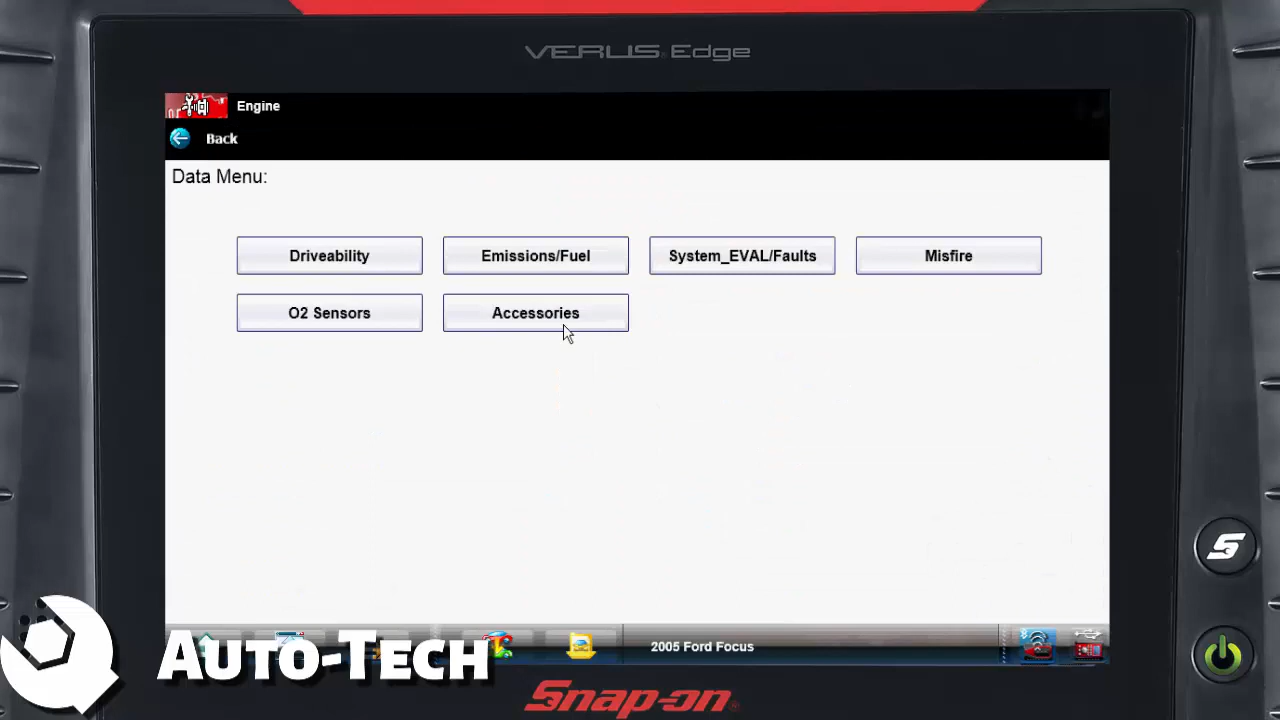 VERUS® Edge
Engine
Back
Data Menu:
Driveability Emissions/Fuel System_EVAL/Faults Misfire
O2 Sensors Accessories
2005 Ford Focus
AUTO-TECH
Snap-on®